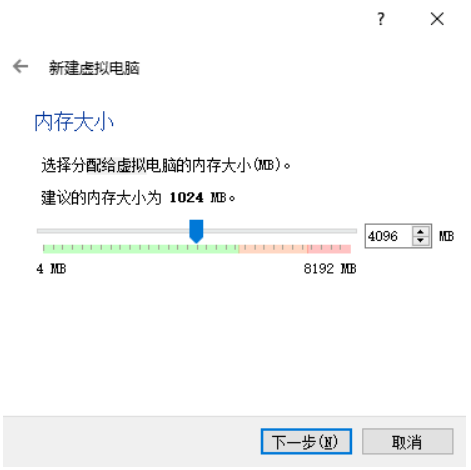 ?
新建虚拟电脑
内存大小
选择分配给虚拟电脑的内存大小(MB)。
建议的内存大小为 1024 MB。
4096 MB
4 MB 8192 MB
下一步(N) 取消